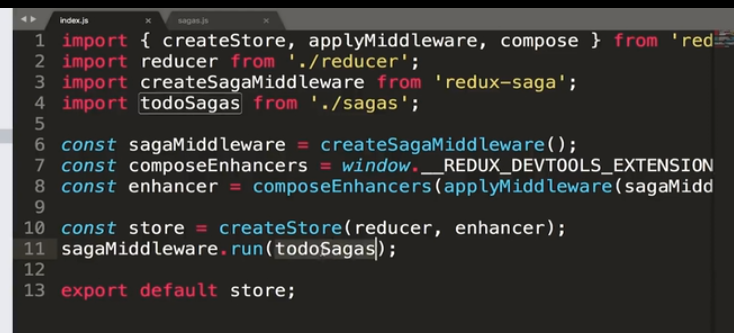 index.js × sagas.js ×
1 import { createStore, applyMiddleware, compose } from 'red
2 import reducer from './reducer';
3 import createSagaMiddleware from 'redux-saga';
4 import todoSagas from './sagas';
5
6 const sagaMiddleware = createSagaMiddleware();
7 const composeEnhancers = window.__REDUX_DEVTOOLS_EXTENSION
8 const enhancer = composeEnhancers(applyMiddleware(sagaMidd
9
10 const store = createStore(reducer, enhancer);
11 sagaMiddleware.run(todoSagas);
12
13 export default store;